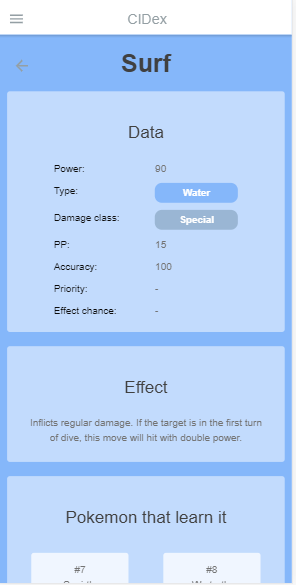 CIDex
Surf
Data
Power: 90
Type: Water
Damage class: Special
PP: 15
Accuracy: 100
Priority: -
Effect chance: -
Effect
Inflicts regular damage. If the target is in the first turn
of dive, this move will hit with double power.
Pokemon that learn it
#7 #8